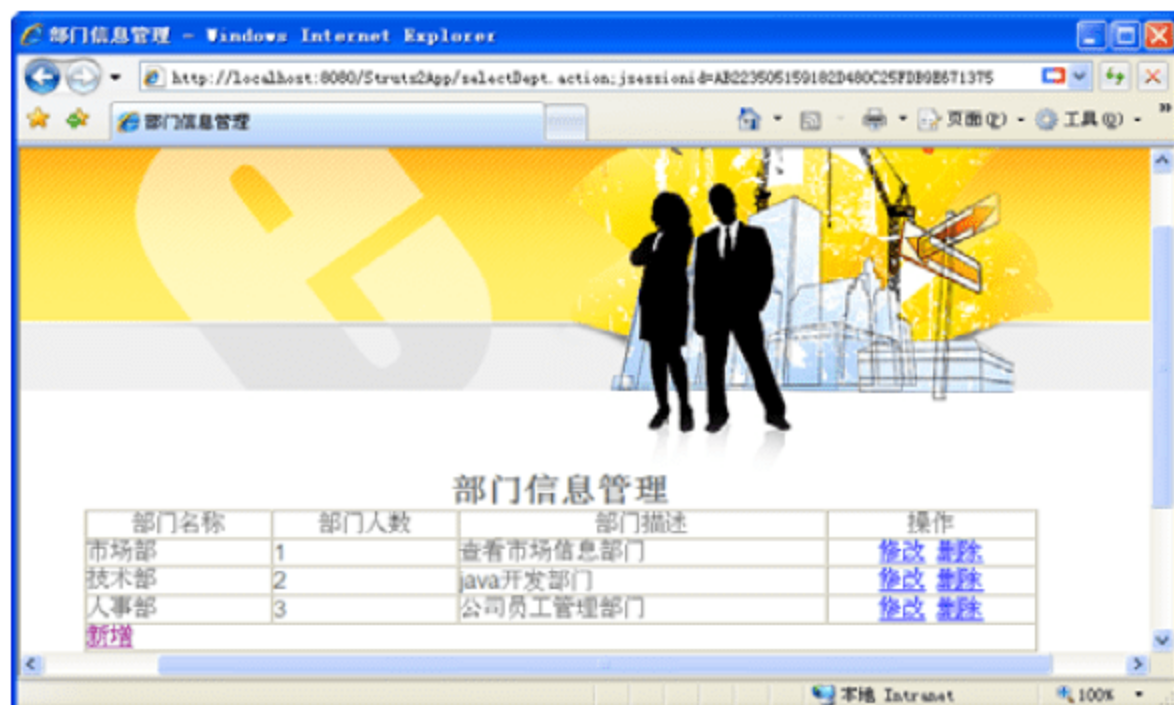 部门信息管理 - Windows Internet Explorer
http://localhost:8080/Struts2App/selectDept.action;jsessionid=AB223505159182D480C25FDB9B671375
部门信息管理
页面(P)
工具(O)
部门信息管理
部门名称 部门人数 部门描述 操作
市场部 1 查看市场信息部门 修改 删除
技术部 2 java开发部门 修改 删除
人事部 3 公司员工管理部门 修改 删除
新增
本地 Intranet 100%